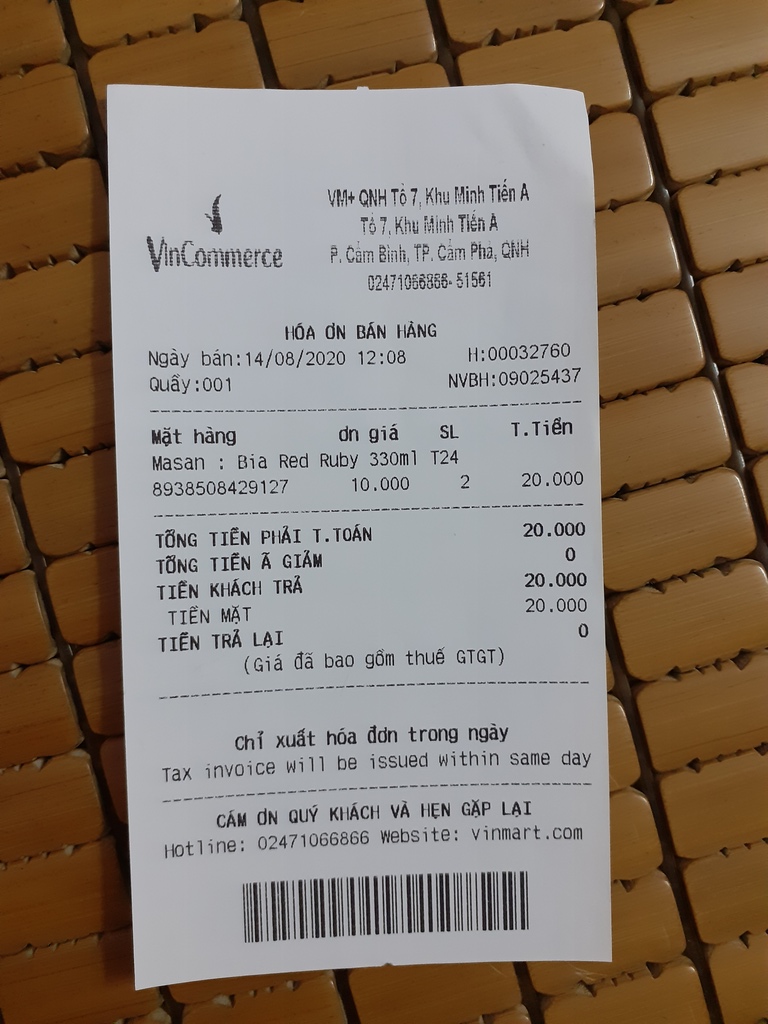 VinCommerce
VM+ QNH Tổ 7, Khu Minh Tiến A
Tổ 7, Khu Minh Tiến A
P. Cẩm Bình, TP. Cẩm Phả, QNH
02471066866- 51561
HÓA ƠN BÁN HÀNG
Ngày bán:14/08/2020 12:08 H:00032760
Quầy:001 NVBH:09025437
Mặt hàng ơn giá SL T.Tiền
Masan : Bia Red Ruby 330ml T24
8938508429127 10.000 2 20.000
TỔNG TIỀN PHẢI T.TOÁN 20.000
TỔNG TIỀN Ã GIẢM 0
TIỀN KHÁCH TRẢ 20.000
TIỀN MẶT 20.000
TIỀN TRẢ LẠI 0
(Giá đã bao gồm thuế GTGT)
Chỉ xuất hóa đơn trong ngày
Tax invoice will be issued within same day
CÁM ƠN QUÝ KHÁCH VÀ HẸN GẶP LẠI
Hotline: 02471066866 Website: vinmart.com